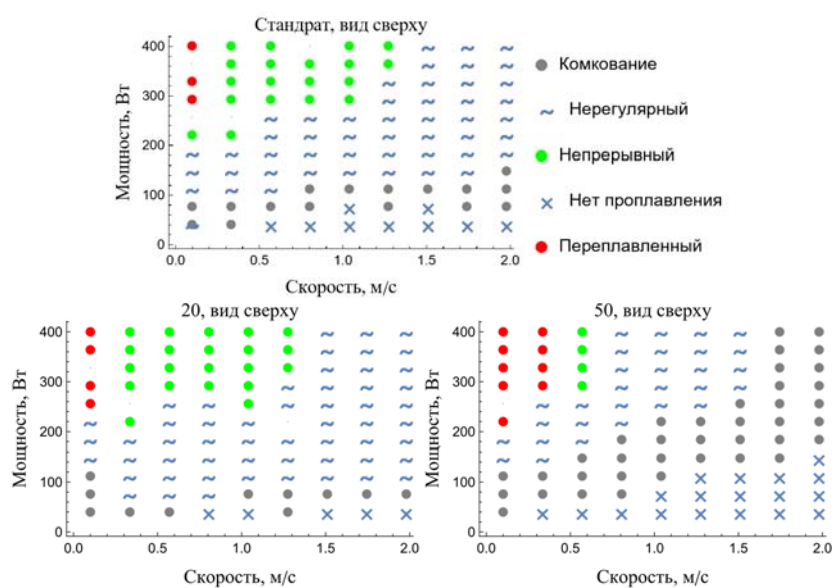 Стандрат, вид сверху
Мощность, Вт
400
300
200
100
0
0.0 0.5 1.0 1.5 2.0
Скорость, м/с
Комкование
Нерегулярный
Непрерывный
Нет проплавления
Переплавленный
20, вид сверху
Мощность, Вт
400
300
200
100
0
0.0 0.5 1.0 1.5 2.0
Скорость, м/с
50, вид сверху
Мощность, Вт
400
300
200
100
0
0.0 0.5 1.0 1.5 2.0
Скорость, м/с